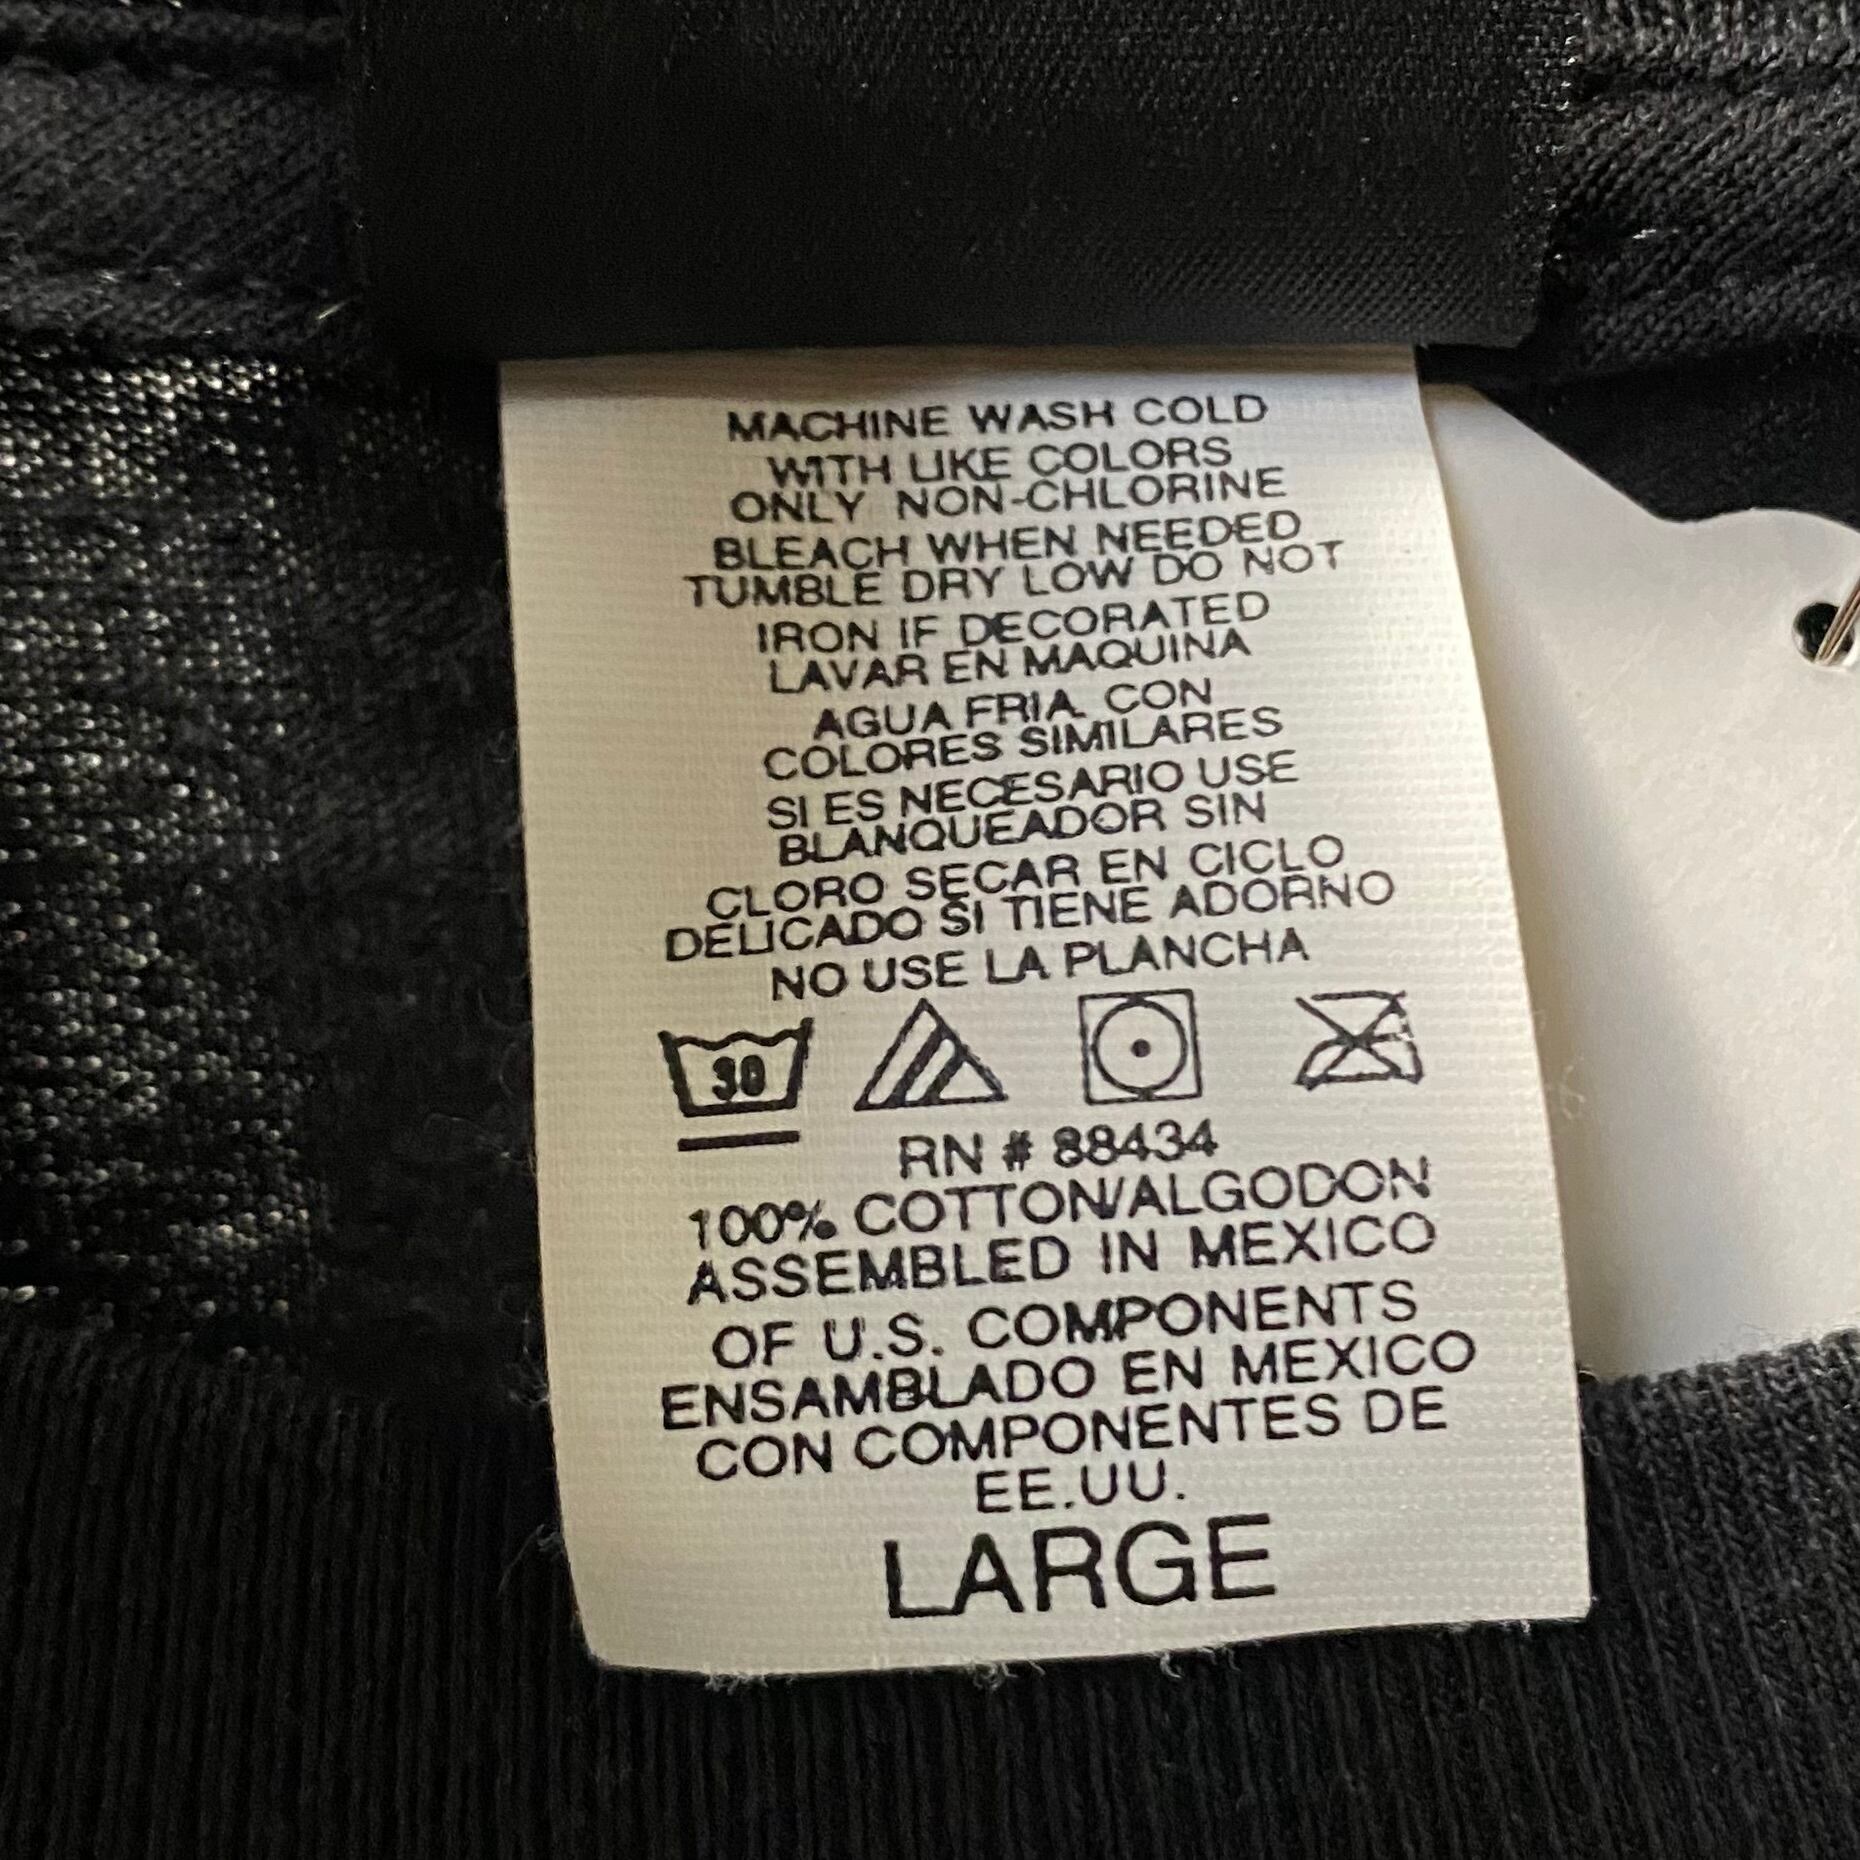 MACHINE WASH COLD
WITH LIKE COLORS
ONLY NON-CHLORINE
BLEACH WHEN NEEDED
TUMBLE DRY LOW DO NOT
IRON IF DECORATED
LAVAR EN MAQUINA
AGUA FRIA. CON
COLORES SIMILARES
SI ES NECESARIO USE
BLANQUEADOR SIN
CLORO SECAR EN CICLO
DELICADO SI TIENE ADORNO
NO USE LA PLANCHA
30
RN # 88434
100% COTTON/ALGODON
ASSEMBLED IN MEXICO
OF U.S. COMPONENTS
ENSAMBLADO EN MEXICO
CON COMPONENTES DE
EE.UU.
LARGE